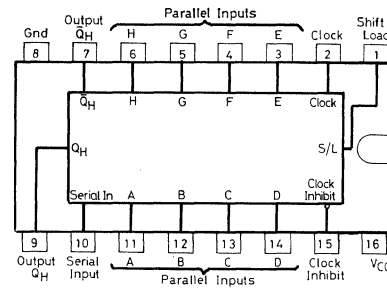 Parallel Inputs
Output Shift
Gnd Q̄H H G F E Clock Load
8 7 6 5 4 3 2 1
Q̄H H G F E Clock
QH S/L
Clock
Serial In A B C D Inhibit
9 10 11 12 13 14 15 16
Output Serial A B C D Clock VCC
QH Input Parallel Inputs Inhibit